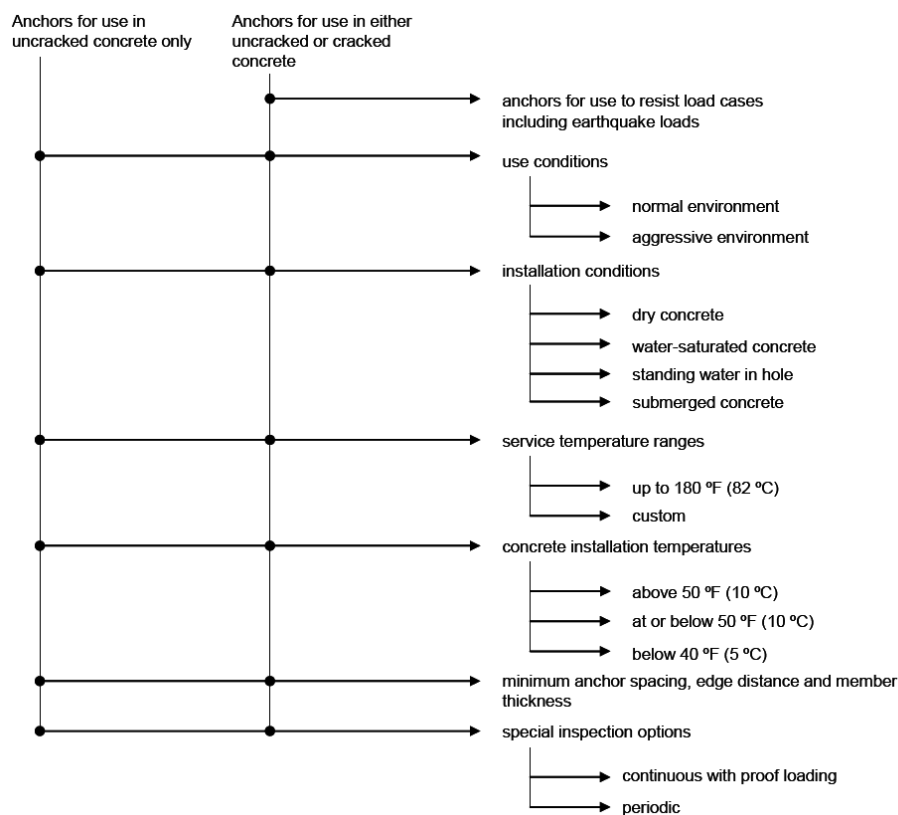 Anchors for use in
uncracked concrete only
Anchors for use in either
uncracked or cracked
concrete
anchors for use to resist load cases
including earthquake loads
use conditions
normal environment
aggressive environment
installation conditions
dry concrete
water-saturated concrete
standing water in hole
submerged concrete
service temperature ranges
up to 180 ºF (82 ºC)
custom
concrete installation temperatures
above 50 ºF (10 ºC)
at or below 50 ºF (10 ºC)
below 40 ºF (5 ºC)
minimum anchor spacing, edge distance and member
thickness
special inspection options
continuous with proof loading
periodic